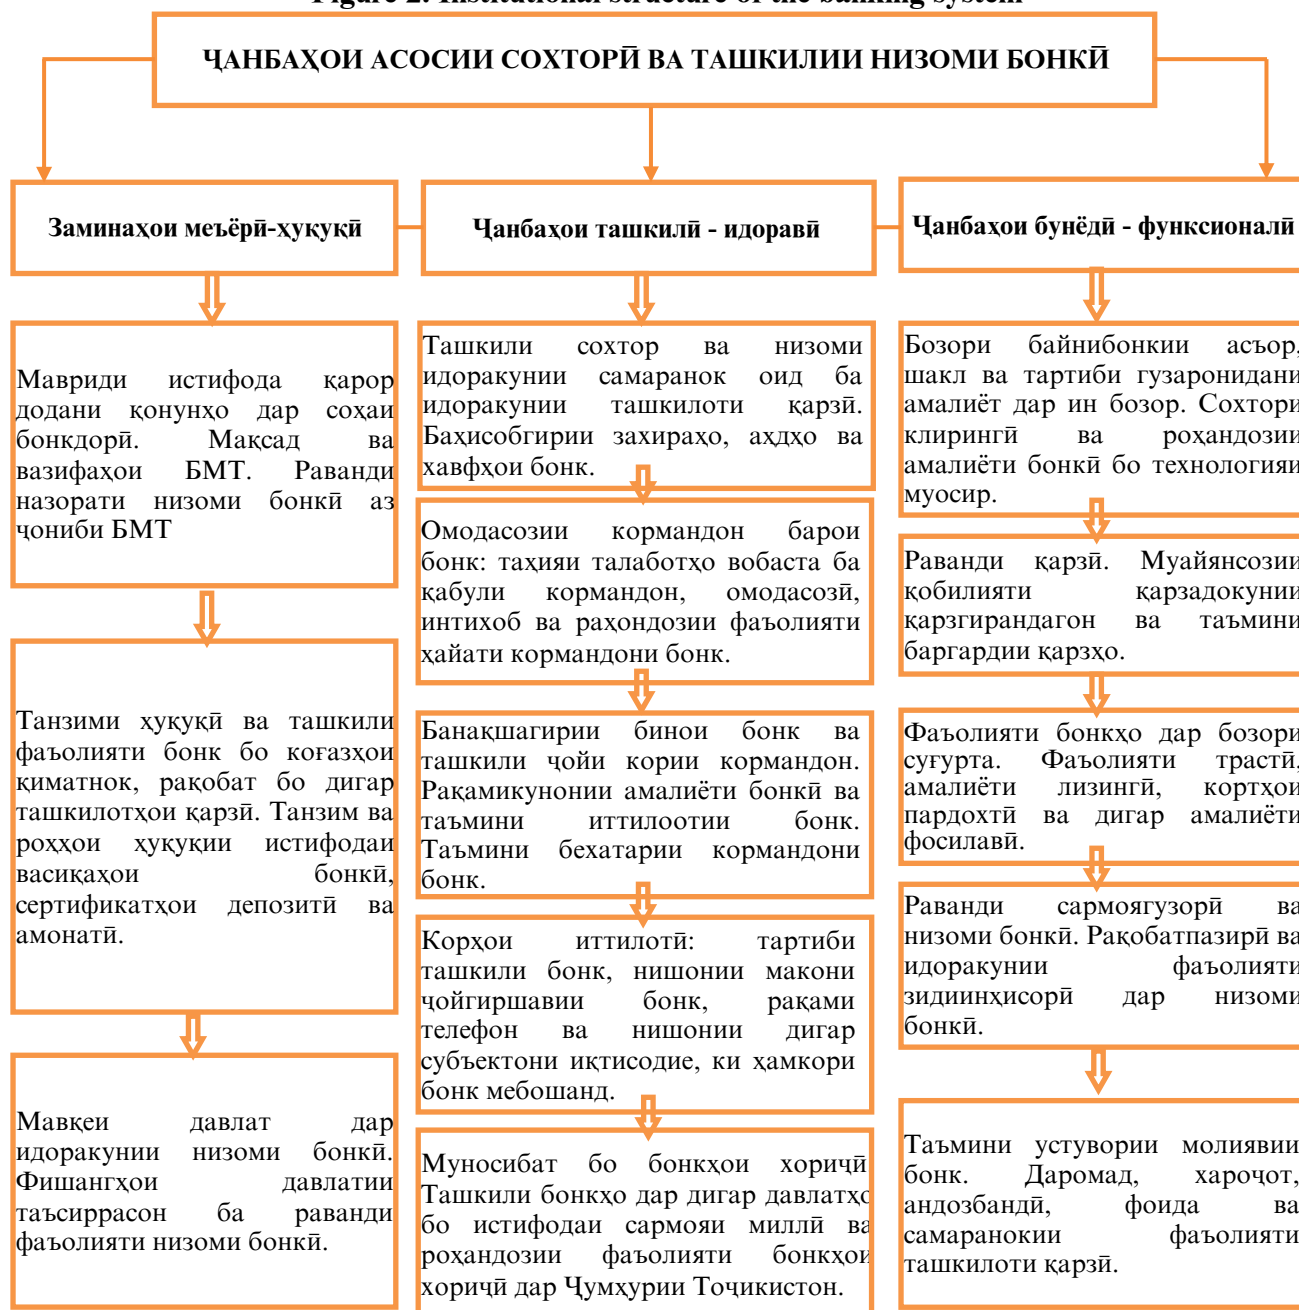 Figure 2. Institutional structure of the banking system
ҶАНБАҲОИ АСОСИИ СОХТОРӢ ВА ТАШКИЛИИ НИЗОМИ БОНКӢ
Заминаҳои меъёрӣ-ҳуқуқӣ
Ҷанбаҳои ташкилӣ - идоравӣ
Ҷанбаҳои бунёдӣ - функсионалӣ
Мавриди истифода қарор
додани қонунҳо дар соҳаи
бонкдорӣ. Мақсад ва
вазифаҳои БМТ. Раванди
назорати низоми бонкӣ аз
ҷониби БМТ
Танзими ҳуқуқӣ ва ташкили
фаъолияти бонк бо коғазҳои
қиматнок, рақобат бо дигар
ташкилотҳои қарзӣ. Танзим ва
роҳҳои ҳуқуқии истифодаи
васиқаҳои бонкӣ,
сертификатҳои депозитӣ ва
амонатӣ.
Мавқеи давлат дар
идоракунии низоми бонкӣ.
Фишангҳои давлатии
таъсиррасон ба раванди
фаъолияти низоми бонкӣ.
Ташкили сохтор ва низоми
идоракунии самаранок оид ба
идоракунии ташкилоти қарзӣ.
Баҳисобгирии захираҳо, аҳдҳо ва
хавфҳои бонк.
Омодасозии кормандон барои
бонк: таҳияи талаботҳо вобаста ба
қабули кормандон, омодасозӣ,
интихоб ва раҳондозии фаъолияти
ҳайати кормандони бонк.
Банақшагирии бинои бонк ва
ташкили ҷойи кории кормандон.
Рақамикунонии амалиёти бонкӣ ва
таъмини иттилоотии бонк.
Таъмини бехатарии кормандони
бонк.
Корҳои иттилотӣ: тартиби
ташкили бонк, нишонии макони
ҷойгиршавии бонк, рақами
телефон ва нишонии дигар
субъектони иқтисодие, ки ҳамкори
бонк мебошанд.
Муносибат бо бонкҳои хориҷӣ
Ташкили бонкҳо дар дигар давлатҳо
бо истифодаи сармояи миллӣ ва
роҳандозии фаъолияти бонкҳои
хориҷӣ дар Ҷумҳурии Тоҷикистон.
Бозори байнибонкии асъор,
шакл ва тартиби гузаронидани
амалиёт дар ин бозор. Сохтори
клирингӣ ва роҳандозии
амалиёти бонкӣ бо технологияи
муосир.
Раванди қарзӣ. Муайянсозии
қобилияти қарзадокунии
қарзгирандагон ва таъмини
баргардии қарзҳо.
Фаъолияти бонкҳо дар бозори
суғурта. Фаъолияти трастӣ,
амалиёти лизингӣ, кортҳои
пардохтӣ ва дигар амалиёти
фосилавӣ.
Раванди сармоягузорӣ ва
низоми бонкӣ. Рақобатпазирӣ ва
идоракунии фаъолияти
зидиинҳисорӣ дар низоми
бонкӣ.
Таъмини устувории молиявии
бонк. Даромад, хароҷот,
андозбандӣ, фоида ва
самаранокии фаъолияти
ташкилоти қарзӣ.